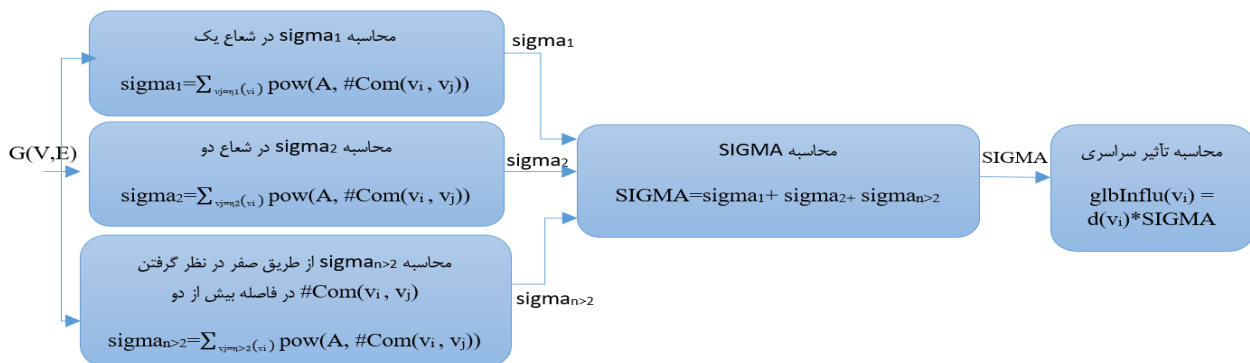 G(V,E)
محاسبه sigma₁ در شعاع یک
sigma₁=∑ vj=η1(vi) pow(A, #Com(vᵢ , vⱼ))
محاسبه sigma₂ در شعاع دو
sigma₂=∑ vj=η2(vi) pow(A, #Com(vᵢ , vⱼ))
محاسبه sigmaₙ>₂ از طریق صفر در نظر گرفتن
#Com(vᵢ , vⱼ) در فاصله بیش از دو
sigmaₙ>₂=∑ vj=η>2(vi) pow(A, #Com(vᵢ , vⱼ))
sigma₁
sigma₂
sigmaₙ>₂
محاسبه SIGMA
SIGMA=sigma₁+ sigma₂+ sigmaₙ>₂
SIGMA
محاسبه تأثیر سراسری
glbInflu(vᵢ) =
d(vᵢ)*SIGMA